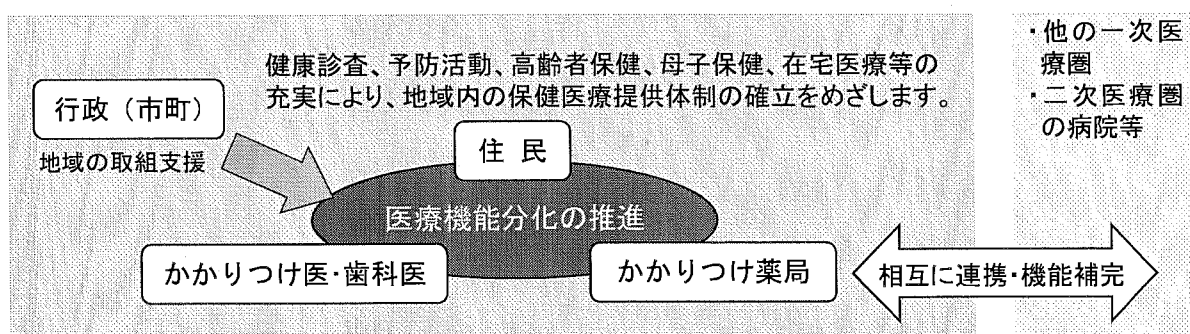 健康診査、予防活動、高齢者保健、母子保健、在宅医療等の
充実により、地域内の保健医療提供体制の確立をめざします。
行政（市町）
地域の取組支援
住 民
医療機能分化の推進
かかりつけ医・歯科医
かかりつけ薬局
・他の一次医
療圏
・二次医療圏
の病院等
相互に連携・機能補完